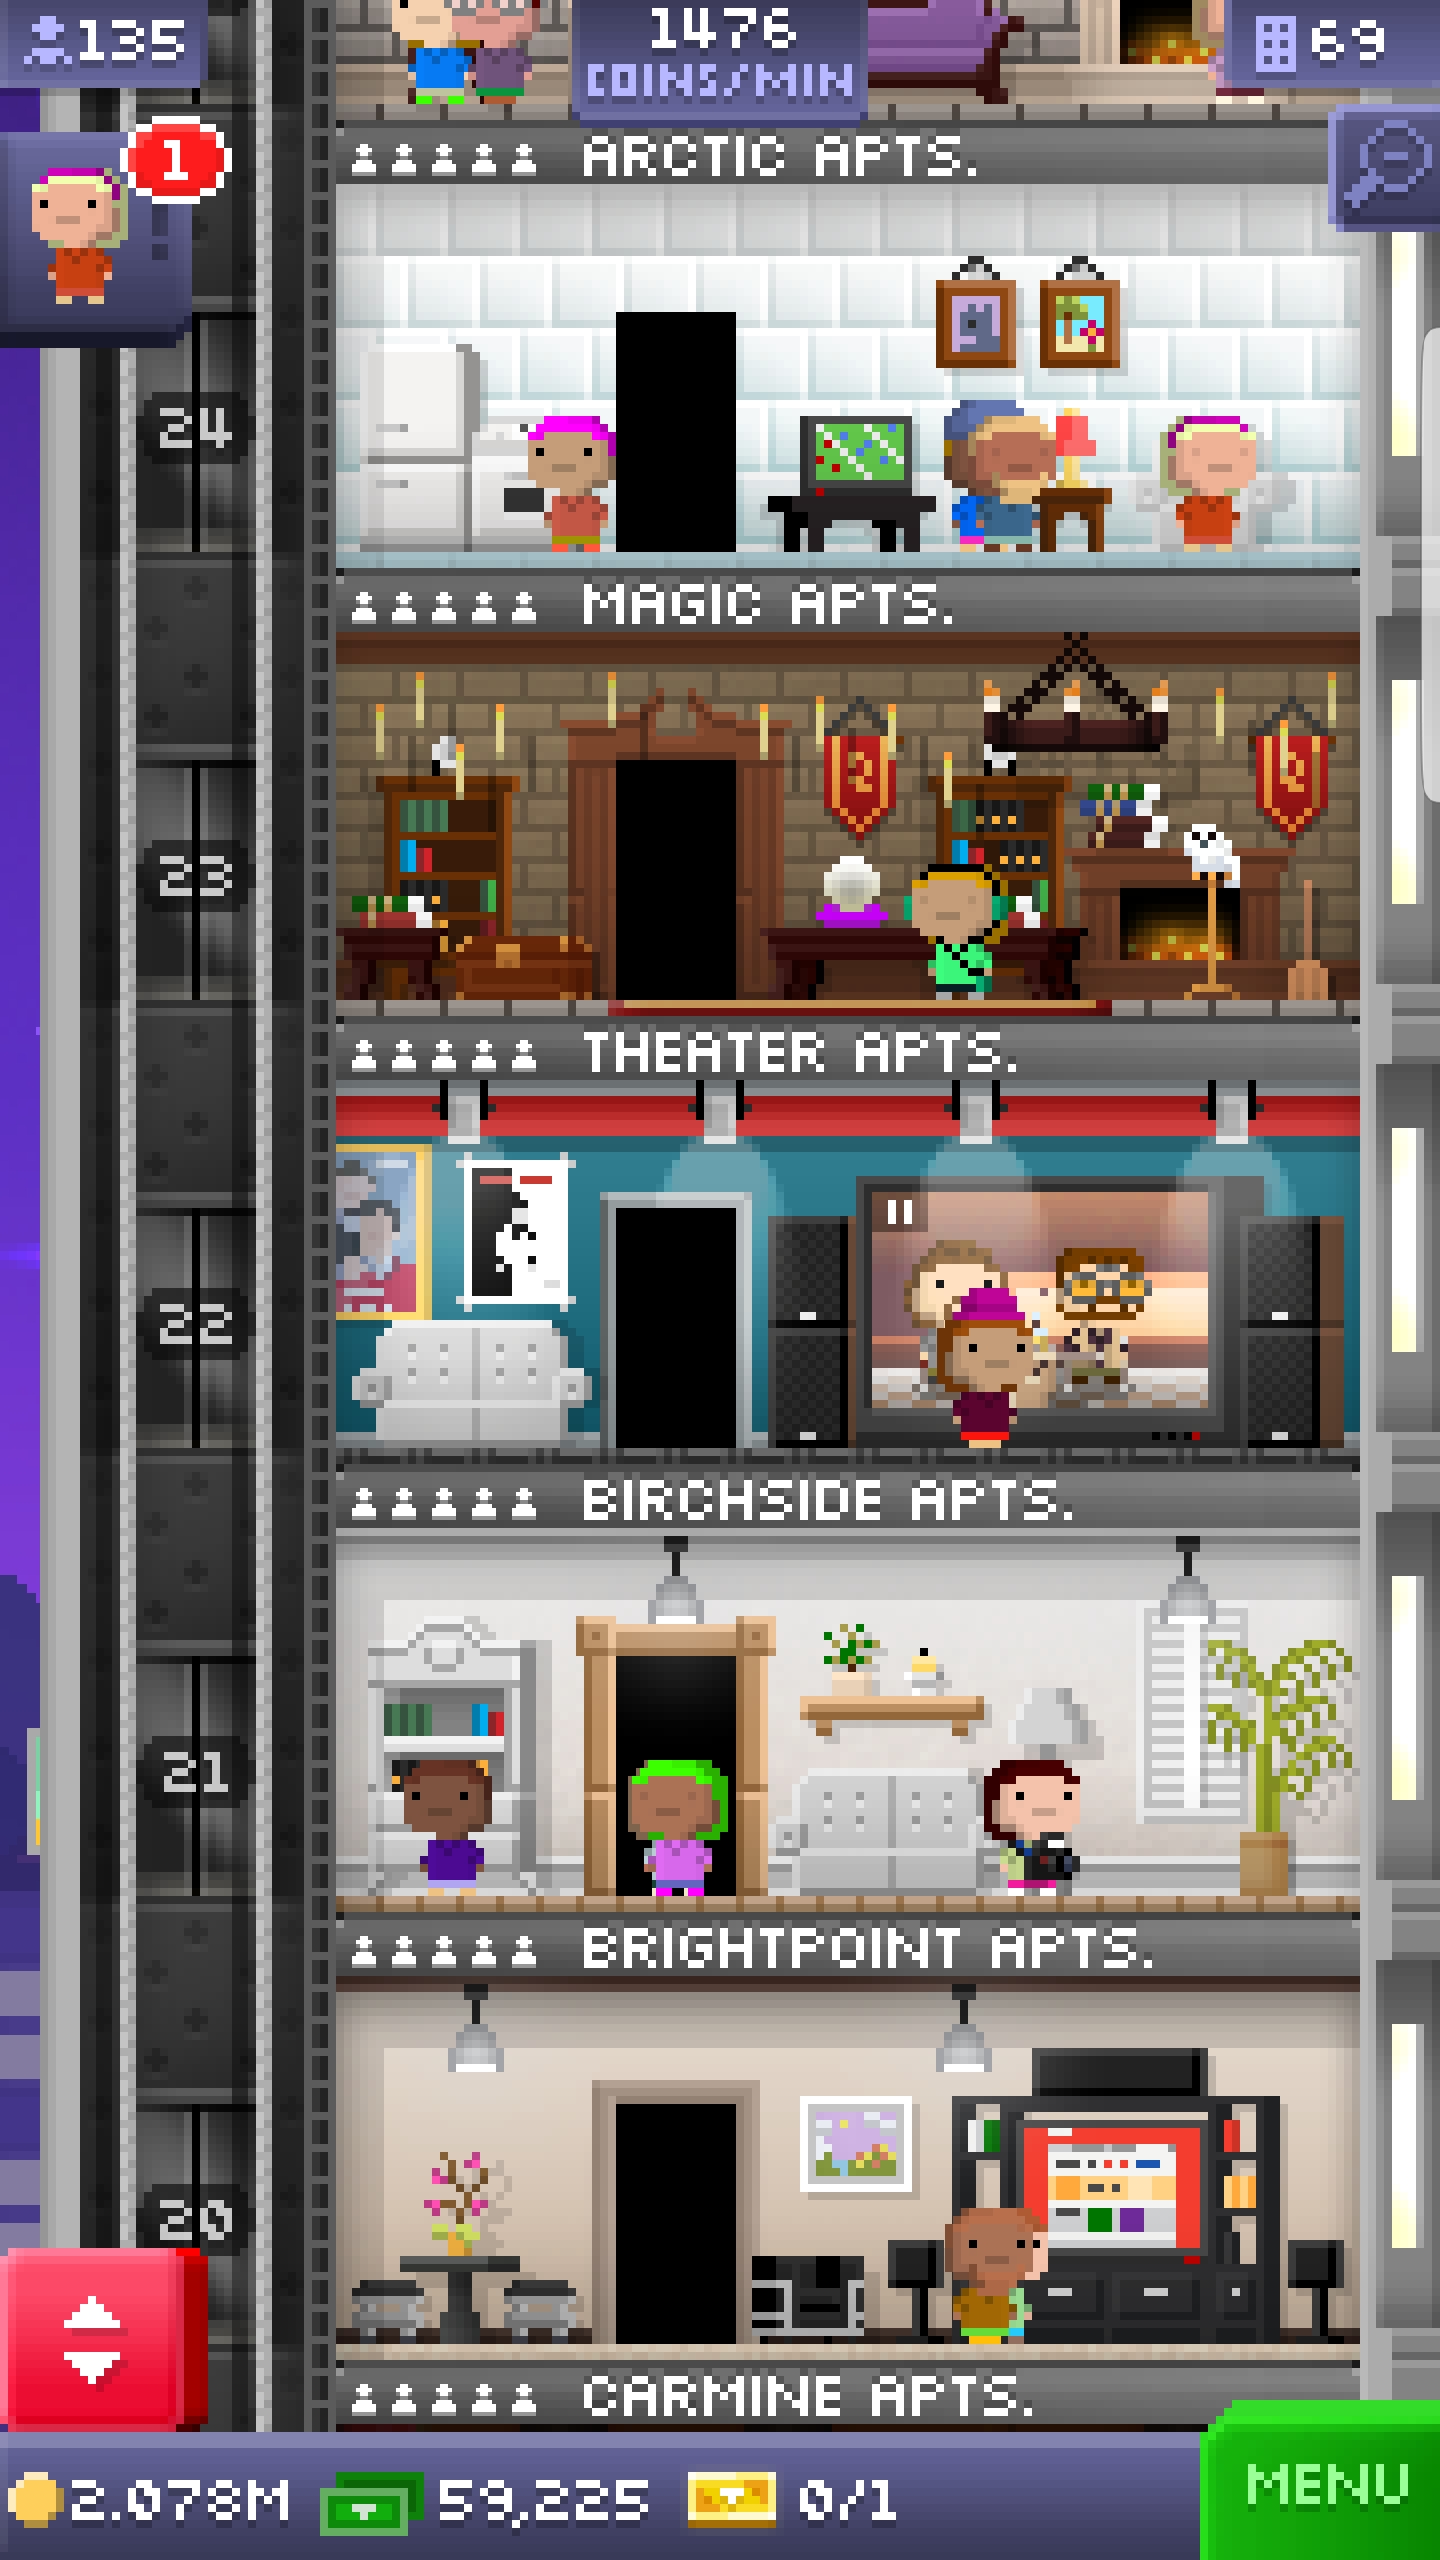 135
1476
COINS/MIN
69
1
ARCTIC APTS.
24
MAGIC APTS.
23
THEATER APTS.
22
BIRCHSIDE APTS.
21
BRIGHTPOINT APTS.
20
CARMINE APTS.
2.078M 59,225 0/1
MENU